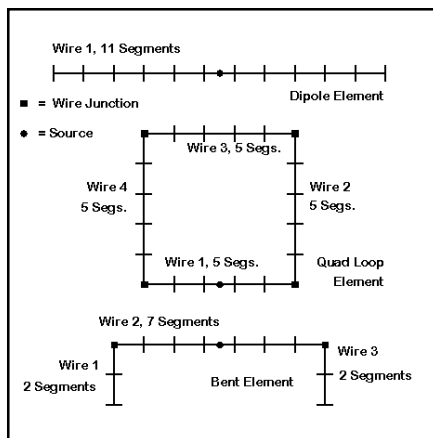 Wire 1, 11 Segments
Dipole Element
■ = Wire Junction
● = Source
Wire 3, 5 Segs.
Wire 4
5 Segs.
Wire 2
5 Segs.
Wire 1, 5 Segs.
Quad Loop
Element
Wire 2, 7 Segments
Wire 1
2 Segments
Wire 3
2 Segments
Bent Element